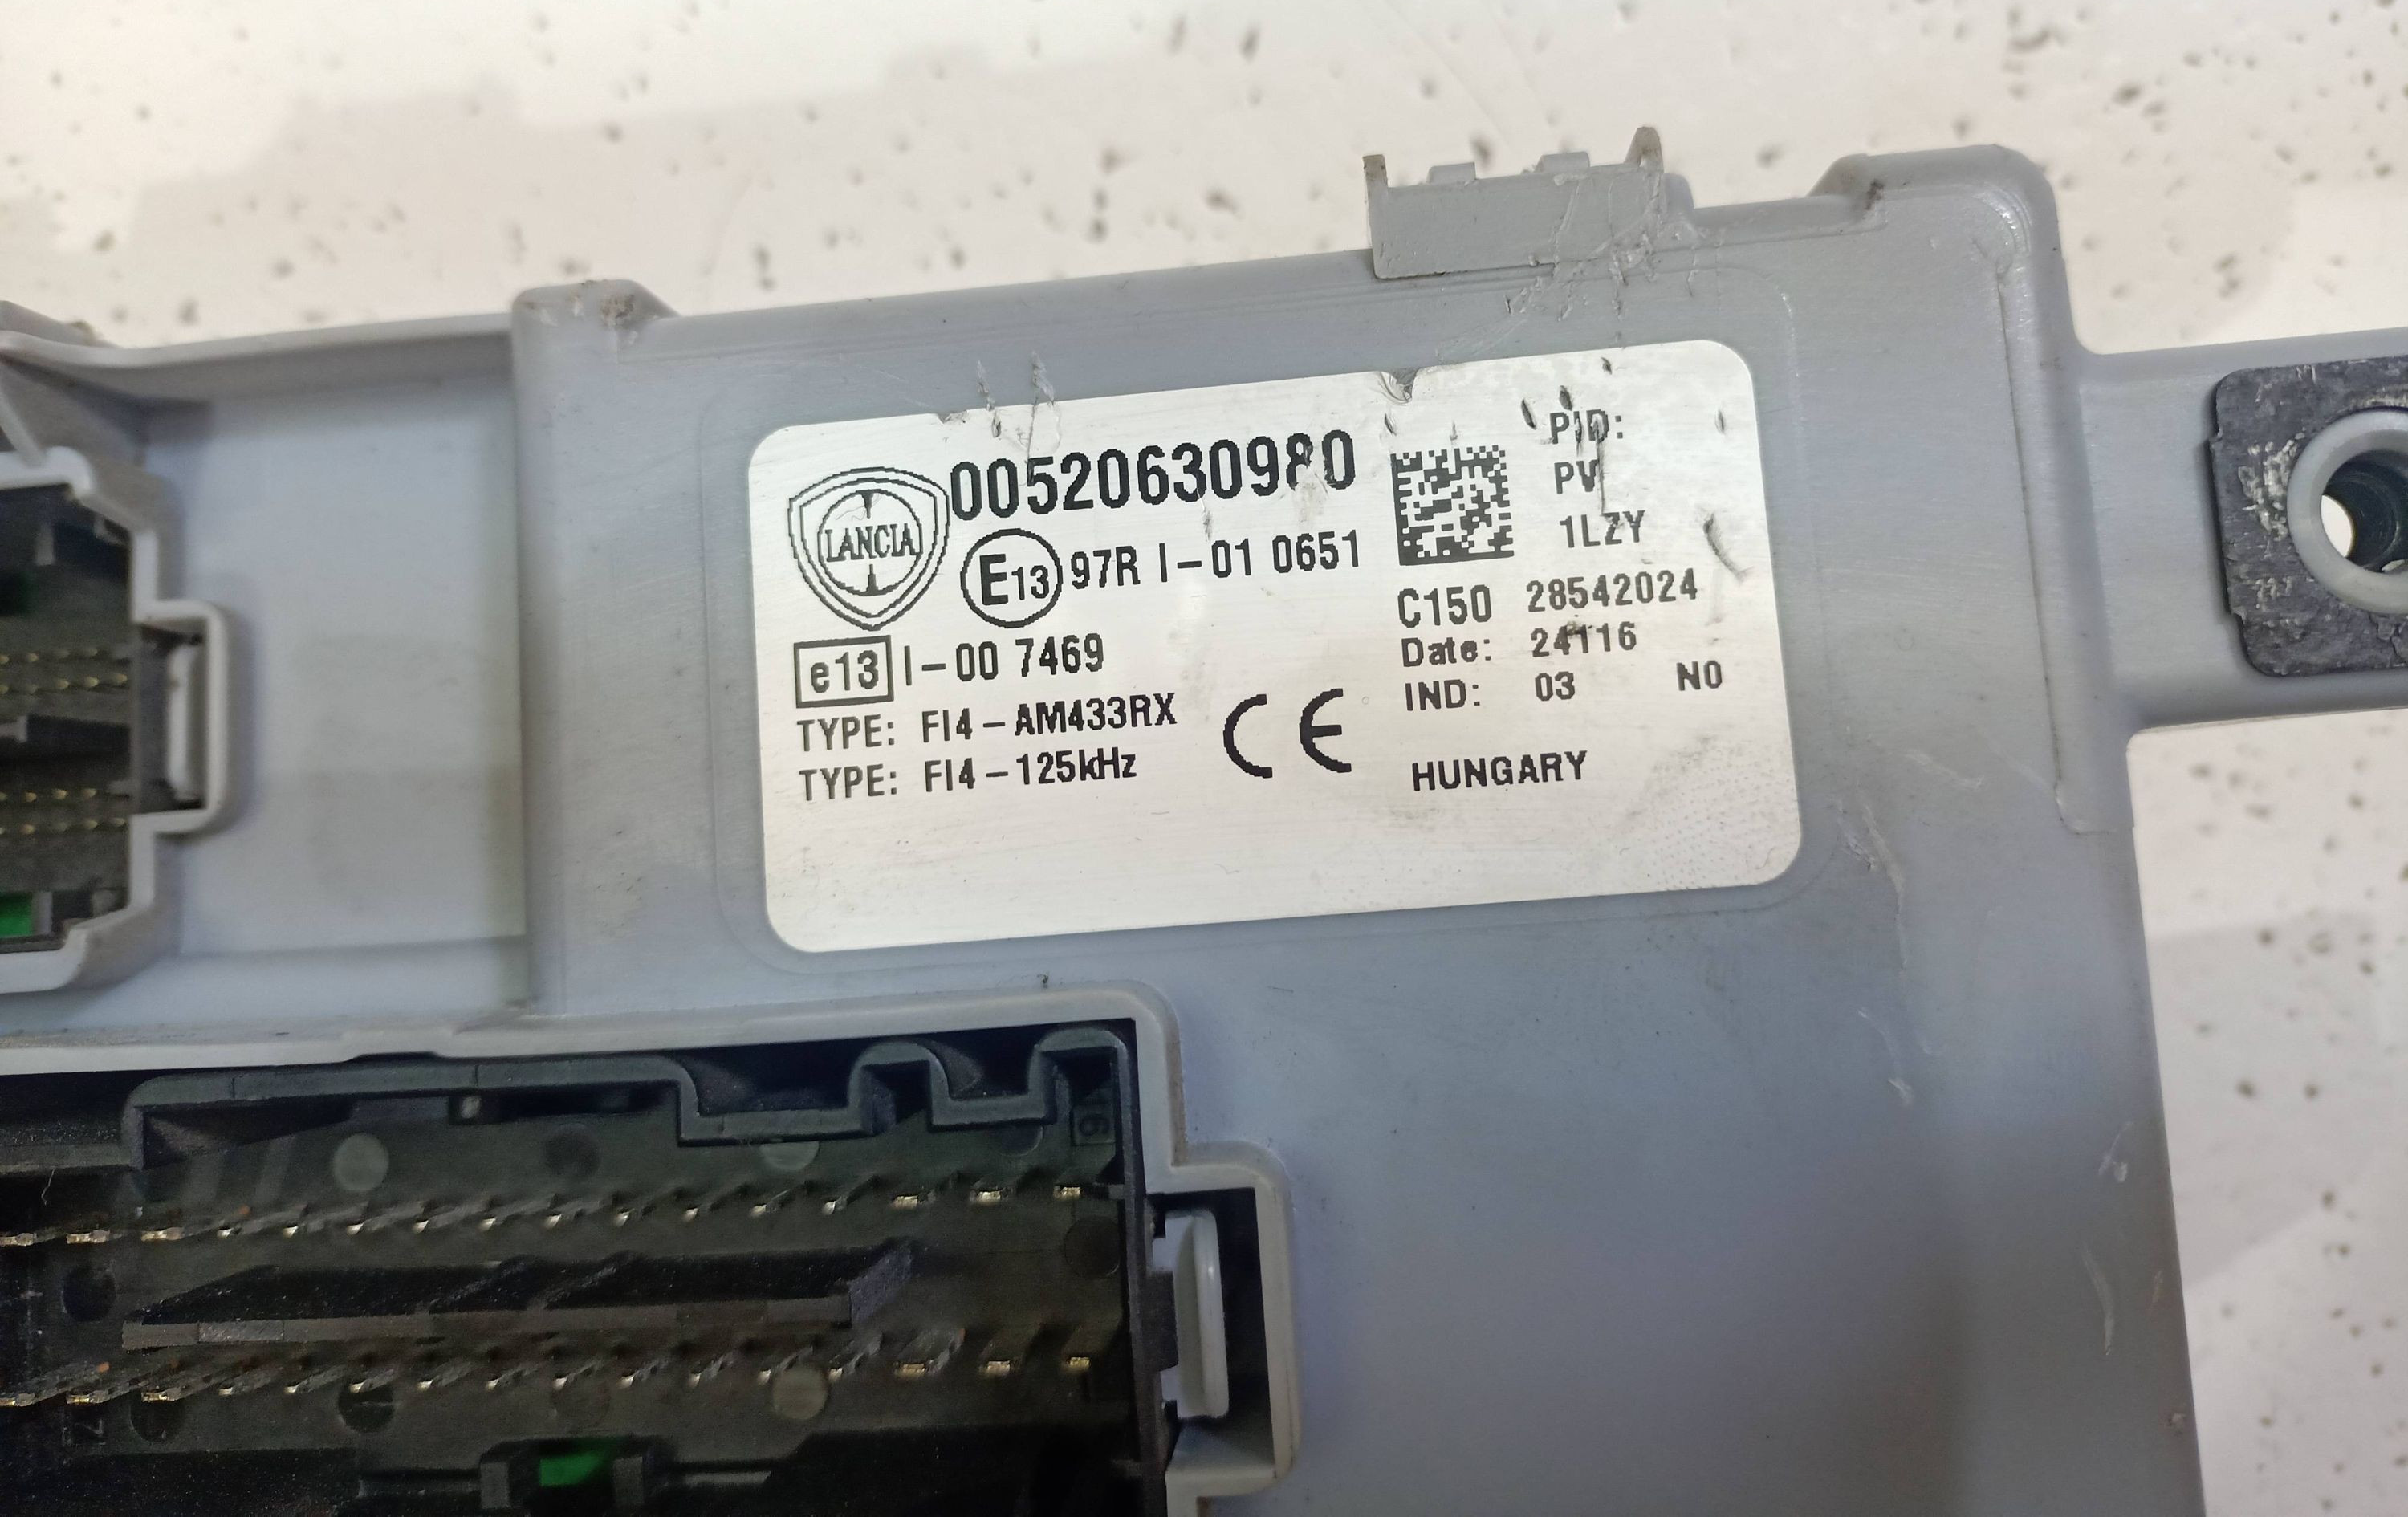 00520630980
LANCIA
E13 97R I-01 0651
e13 I-00 7469
TYPE: FI4-AM433RX
TYPE: FI4-125kHz
CE
PID:
PV
1LZY
C150 28542024
Date: 24116
IND: 03 N0
HUNGARY
16